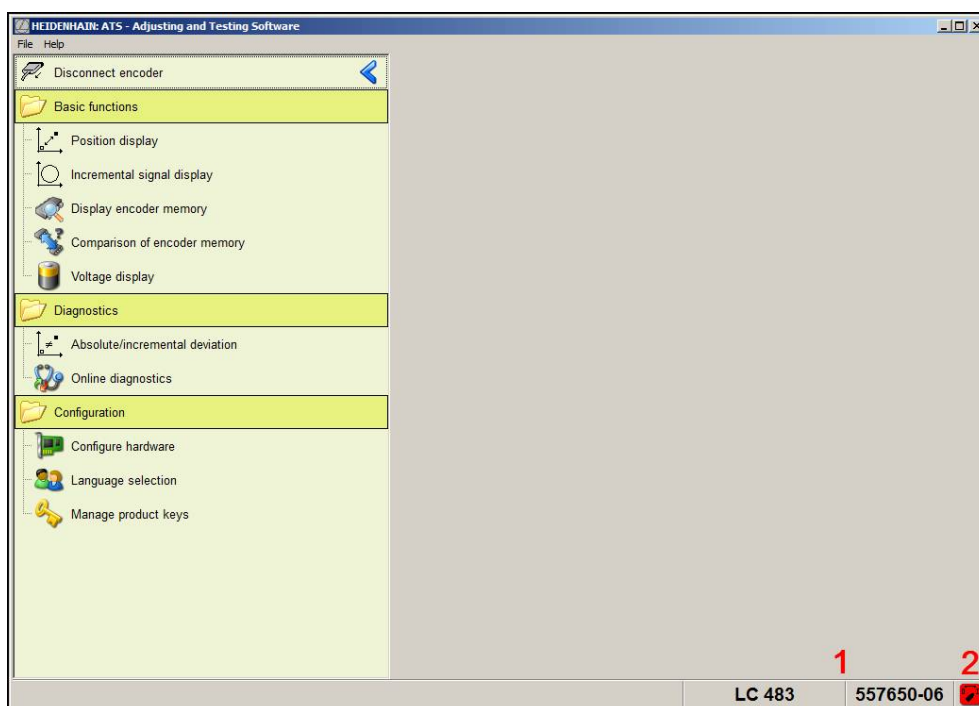 HEIDENHAIN: ATS - Adjusting and Testing Software
File Help
Disconnect encoder
Basic functions
Position display
Incremental signal display
Display encoder memory
Comparison of encoder memory
Voltage display
Diagnostics
Absolute/incremental deviation
Online diagnostics
Configuration
Configure hardware
Language selection
Manage product keys
1 2
LC 483 557650-06